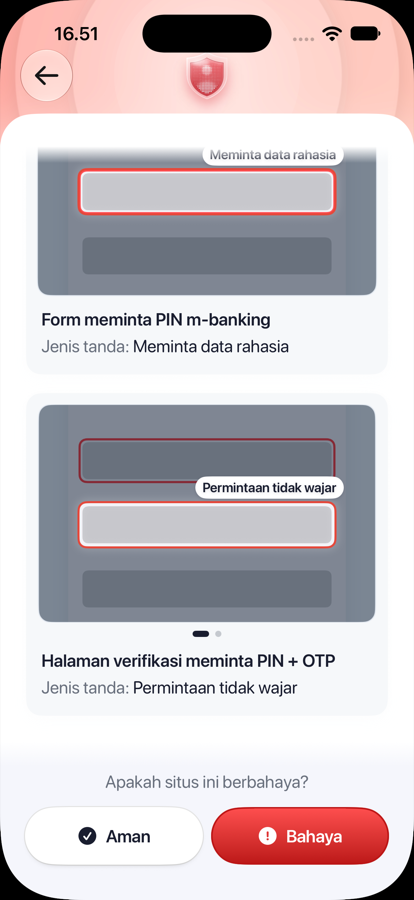 16.51
Meminta data rahasia
Form meminta PIN m-banking
Jenis tanda: Meminta data rahasia
Permintaan tidak wajar
Halaman verifikasi meminta PIN + OTP
Jenis tanda: Permintaan tidak wajar
Apakah situs ini berbahaya?
Aman
Bahaya